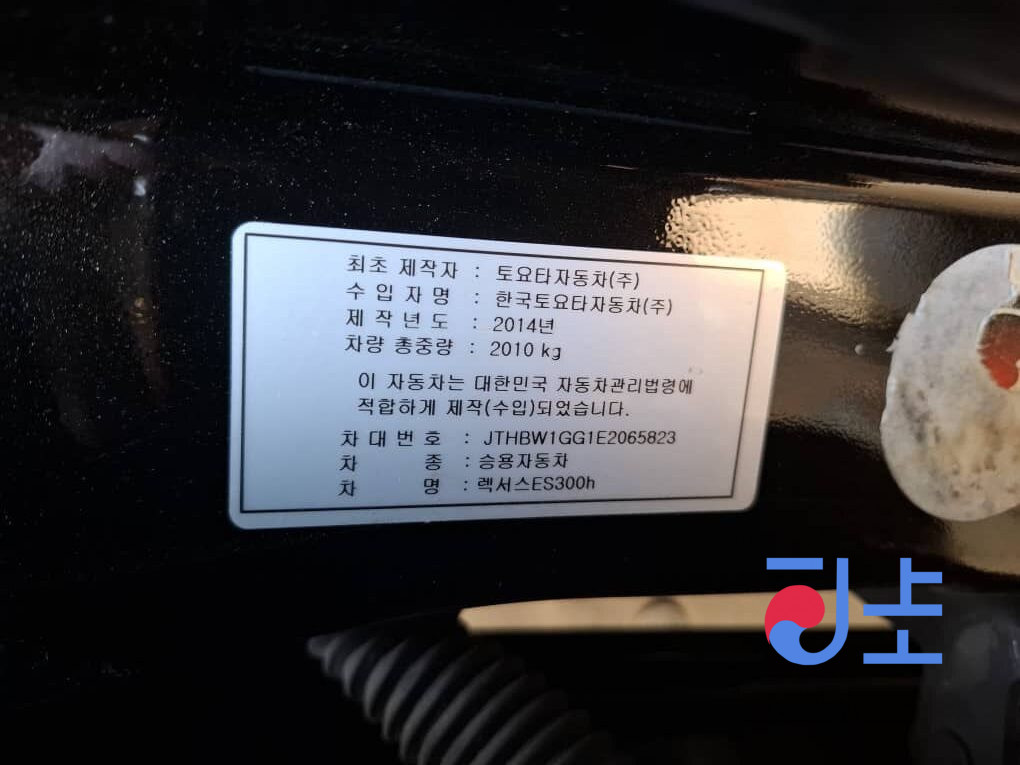 최초 제작자 : 토요타자동차(주)
수 입 자 명 : 한국토요타자동차(주)
제 작 년 도 : 2014년
차량 총중량 : 2010 kg
이 자동차는 대한민국 자동차관리법령에
적합하게 제작(수입)되었습니다.
차 대 번 호 : JTHBW1GG1E2065823
차 종 : 승용자동차
차 명 : 렉서스ES300h